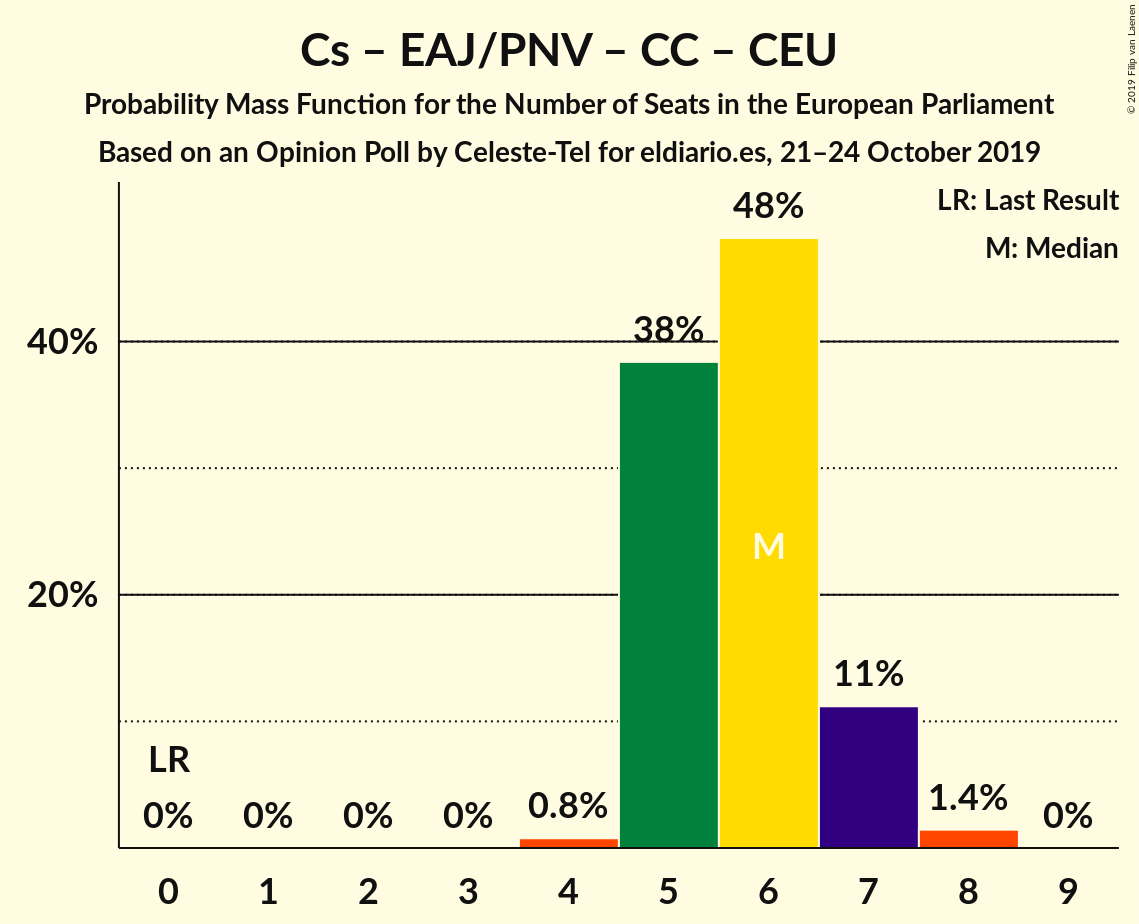 Cs – EAJ/PNV – CC – CEU
Probability Mass Function for the Number of Seats in the European Parliament
Based on an Opinion Poll by Celeste-Tel for eldiario.es, 21–24 October 2019
© 2019 Filip van Laenen
LR: Last Result
M: Median
48%
38%
40%
M
20%
11%
LR
0% 0% 0% 0% 0.8% 1.4% 0%
0 1 2 3 4 5 6 7 8 9